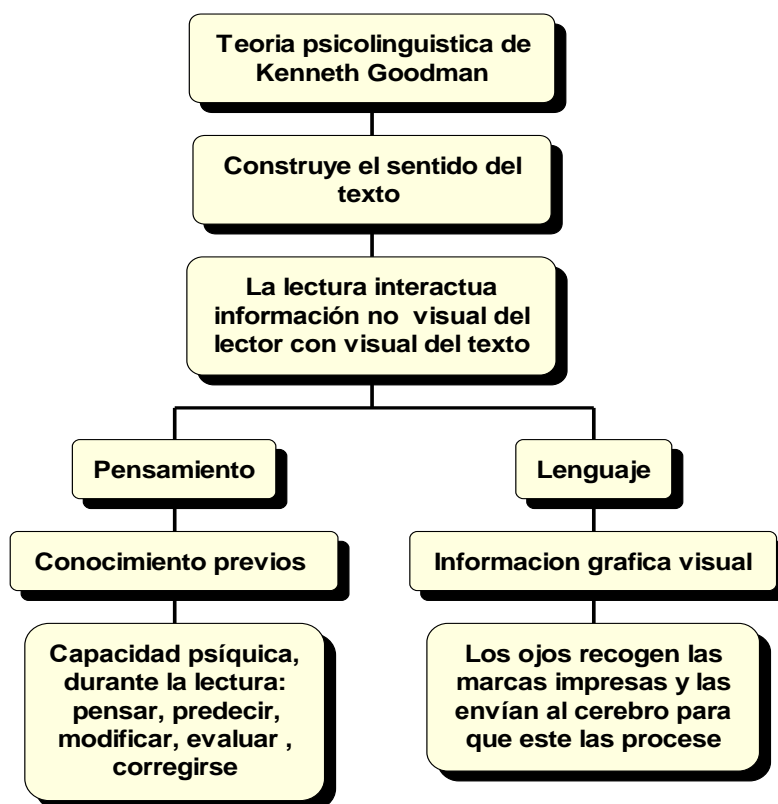 Teoria psicolinguistica de
Kenneth Goodman
Construye el sentido del
texto
La lectura interactua
información no visual del
lector con visual del texto
Pensamiento
Lenguaje
Conocimiento previos
Informacion grafica visual
Capacidad psíquica,
durante la lectura:
pensar, predecir,
modificar, evaluar ,
corregirse
Los ojos recogen las
marcas impresas y las
envían al cerebro para
que este las procese